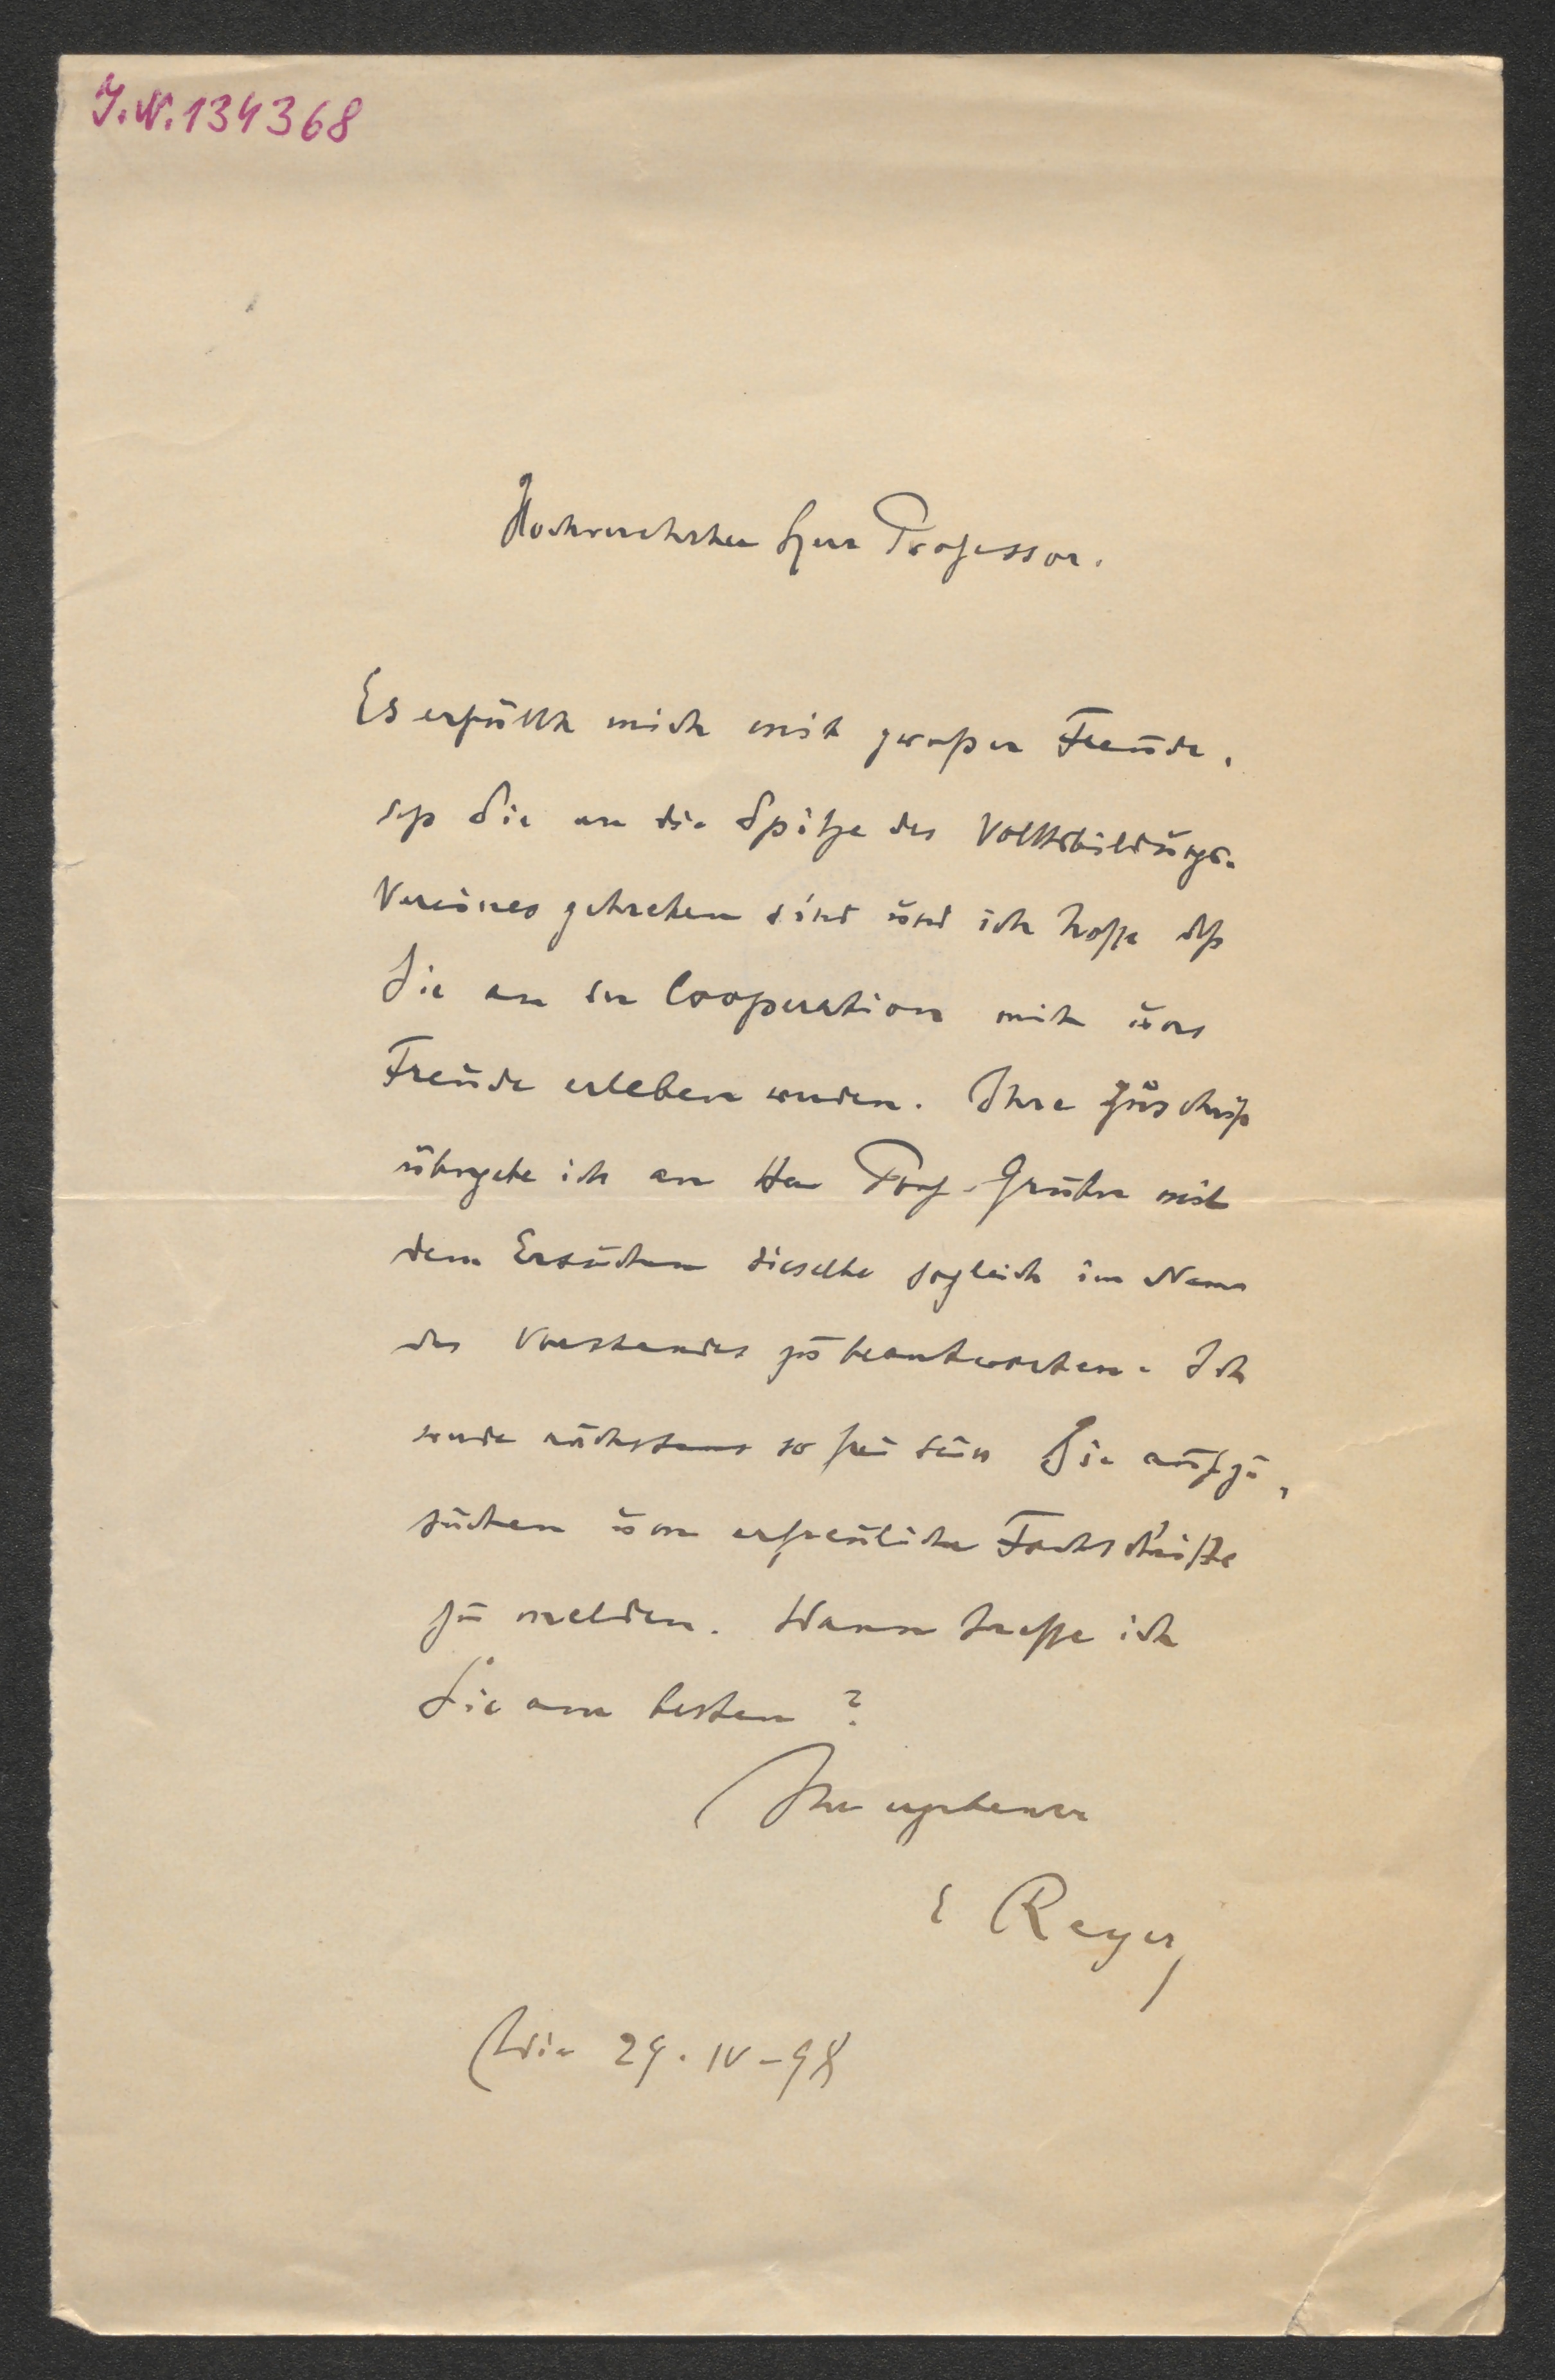 J.N. 134368
Hochverehrter Herr Professor.
Es erfüllt mich mit großer Freude,
daß Sie an die Spitze des Volksbildungs-
Vereines getreten sind und ich hoffe daß
Sie an der Cooperation mit uns
Freude erleben werden. Ihre Zuschrift
übergebe ich an Herr Prof. Gruber mit
dem Ersuchen dieselbe sogleich im Namen
des Vorstandes zu beantworten. Ich
werde nächstens so frei sein Sie aufzu-
suchen um erfreuliche Fortschritte
zu melden. Wann treffe ich
Sie am besten?
Ihr ergebener
E Reyer
Wien 29. IV - 98